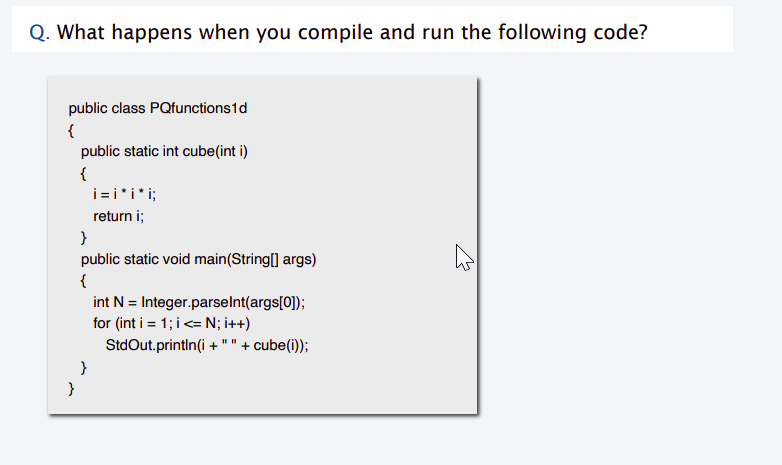 Q. What happens when you compile and run the following code?
public class PQfunctions1d
{
public static int cube(int i)
{
i = i * i * i;
return i;
}
public static void main(String[] args)
{
int N = Integer.parseInt(args[0]);
for (int i = 1; i <= N; i++)
StdOut.println(i + " " + cube(i));
}
}